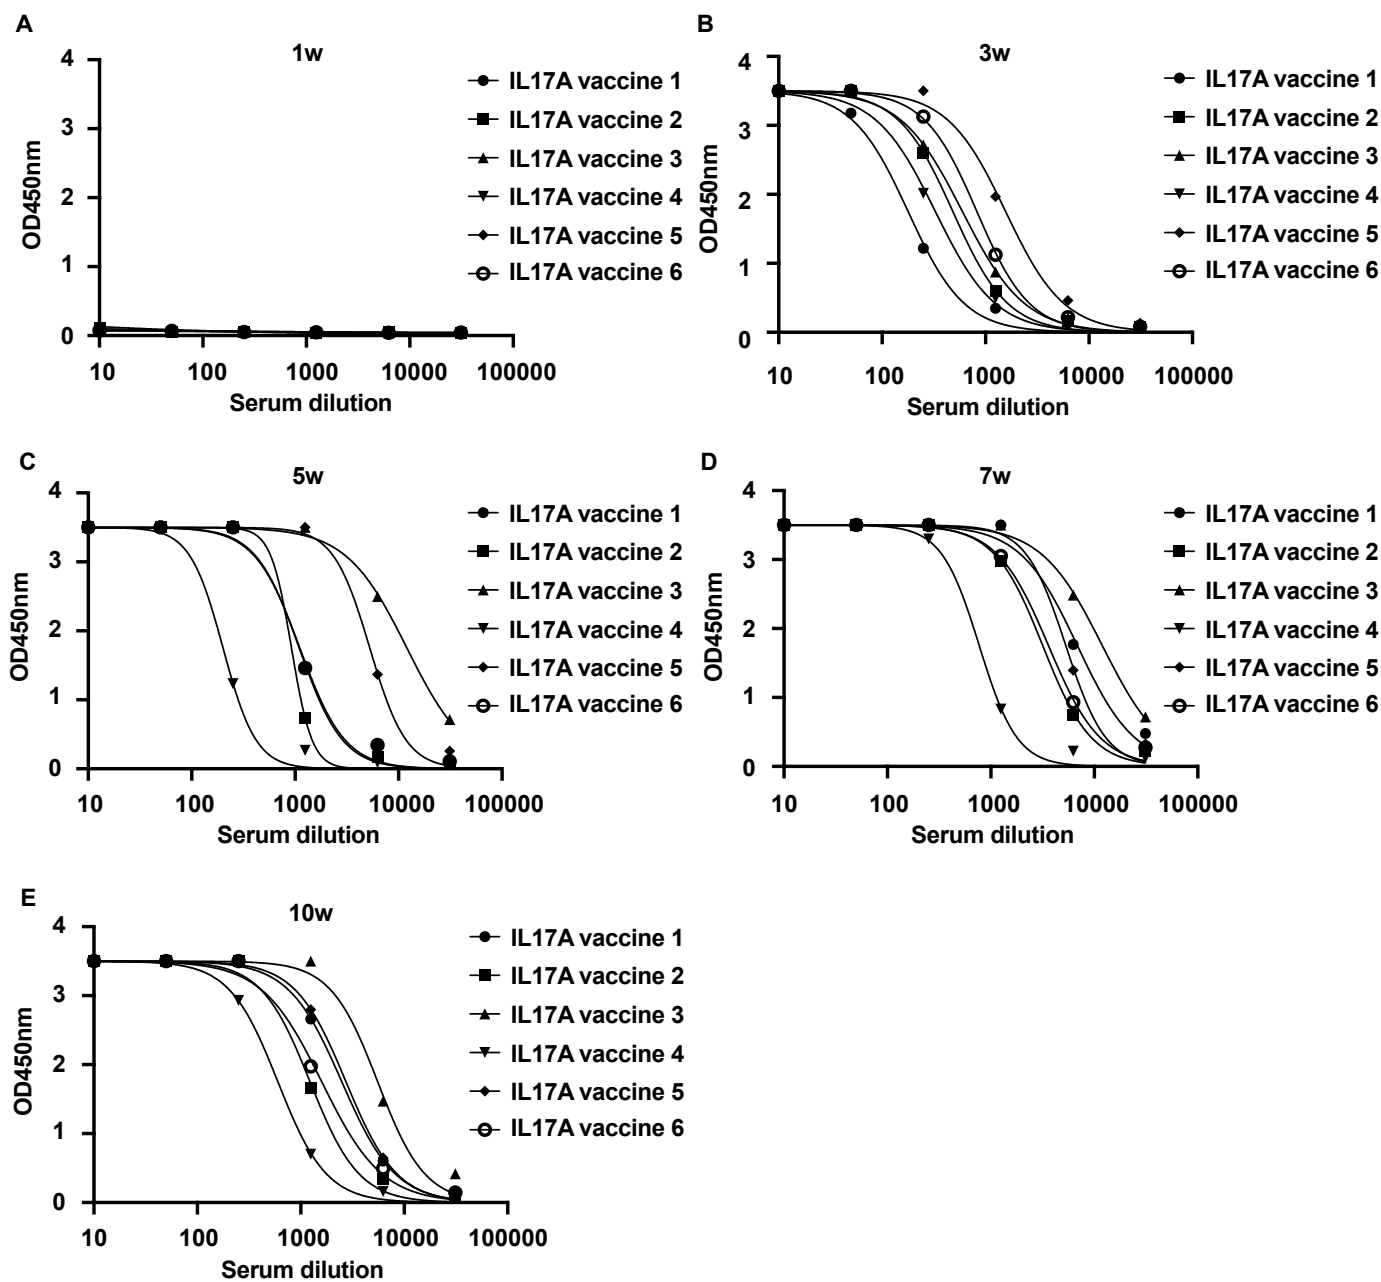 A
1w
4
3
2
1
0
OD450nm
10 100 1000 10000 100000
Serum dilution
IL17A vaccine 1
IL17A vaccine 2
IL17A vaccine 3
IL17A vaccine 4
IL17A vaccine 5
IL17A vaccine 6
B
3w
4
3
2
1
0
OD450nm
10 100 1000 10000 100000
Serum dilution
IL17A vaccine 1
IL17A vaccine 2
IL17A vaccine 3
IL17A vaccine 4
IL17A vaccine 5
IL17A vaccine 6
C
5w
4
3
2
1
0
OD450nm
10 100 1000 10000 100000
Serum dilution
IL17A vaccine 1
IL17A vaccine 2
IL17A vaccine 3
IL17A vaccine 4
IL17A vaccine 5
IL17A vaccine 6
D
7w
4
3
2
1
0
OD450nm
10 100 1000 10000 100000
Serum dilution
IL17A vaccine 1
IL17A vaccine 2
IL17A vaccine 3
IL17A vaccine 4
IL17A vaccine 5
IL17A vaccine 6
E
10w
4
3
2
1
0
OD450nm
10 100 1000 10000 100000
Serum dilution
IL17A vaccine 1
IL17A vaccine 2
IL17A vaccine 3
IL17A vaccine 4
IL17A vaccine 5
IL17A vaccine 6